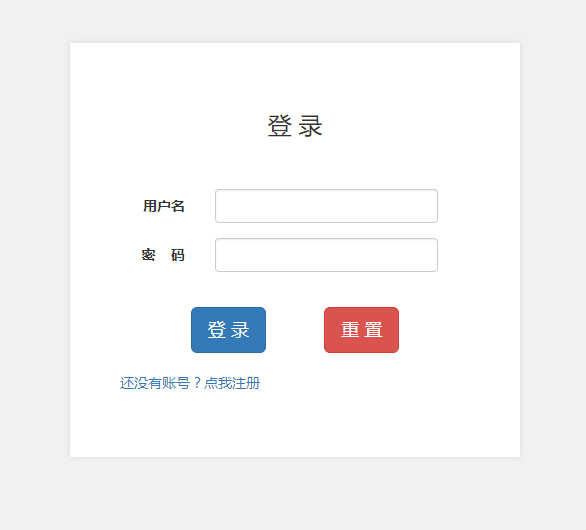 登 录
用户名
密 码
登 录 重 置
还没有账号？点我注册